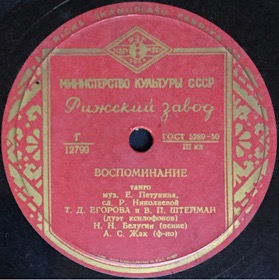 МИНИСТЕРСТВО КУЛЬТУРЫ СССР
Рижский завод
Г
12799
ГОСТ 5289-50
III кл
ВОСПОМИНАНИЕ
танго
муз. Е. Петунина,
сл. Р. Николаевой
Т. Д. ЕГОРОВА и В. П. ШТЕЙМАН
(дуэт ксилофонов)
Н. Н. Белугин (пение)
А. С. Жак (ф-но)